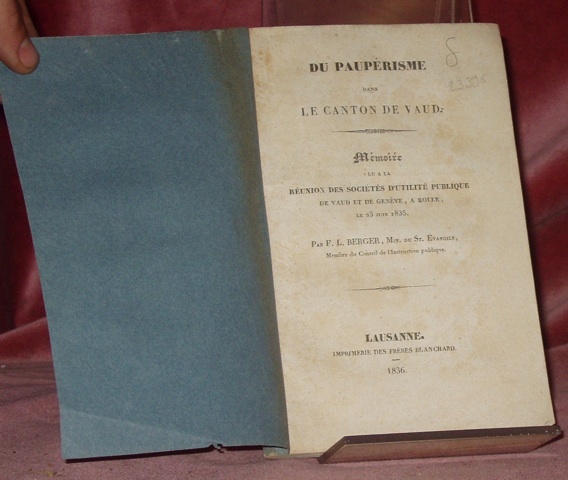 DU PAUPÉRISME
DANS
LE CANTON DE VAUD.
Mémoire
LU A LA
RÉUNION DES SOCIÉTÉS D'UTILITÉ PUBLIQUE
DE VAUD ET DE GENÈVE, A ROLLE,
LE 25 JUIN 1835.
PAR F. L. BERGER, MIN. DU ST. ÉVANGILE,
Membre du Conseil de l'Instruction publique.
LAUSANNE.
IMPRIMERIE DES FRÈRES BLANCHARD.
1836.